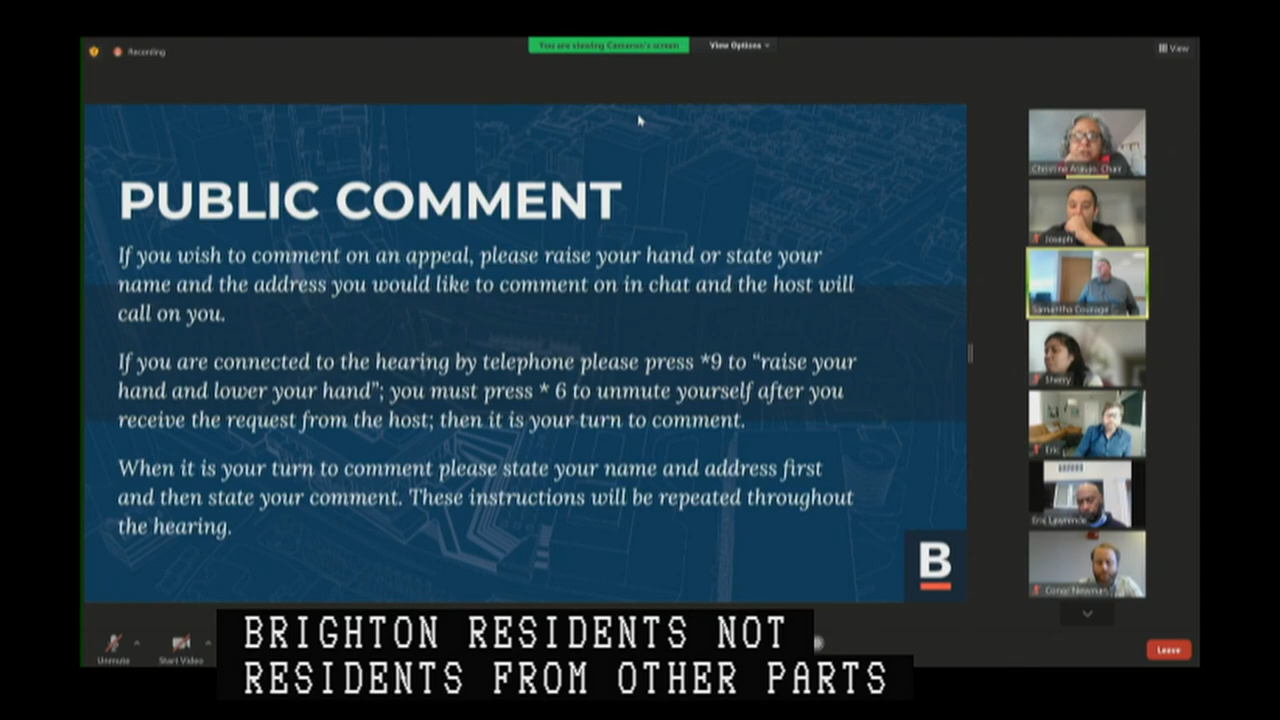 Recording
You are viewing Cameron's screen
View Options
View
PUBLIC COMMENT
If you wish to comment on an appeal, please raise your hand or state your
name and the address you would like to comment on in chat and the host will
call on you.
If you are connected to the hearing by telephone please press *9 to “raise your
hand and lower your hand”; you must press * 6 to unmute yourself after you
receive the request from the host; then it is your turn to comment.
When it is your turn to comment please state your name and address first
and then state your comment. These instructions will be repeated throughout
the hearing.
B
Christine Araujo, Chair
Joseph
Samantha Courage
Sherry
Eric
Eric Lawrence
Conor Newman
Unmute
Start Video
Leave
BRIGHTON RESIDENTS NOT
RESIDENTS FROM OTHER PARTS